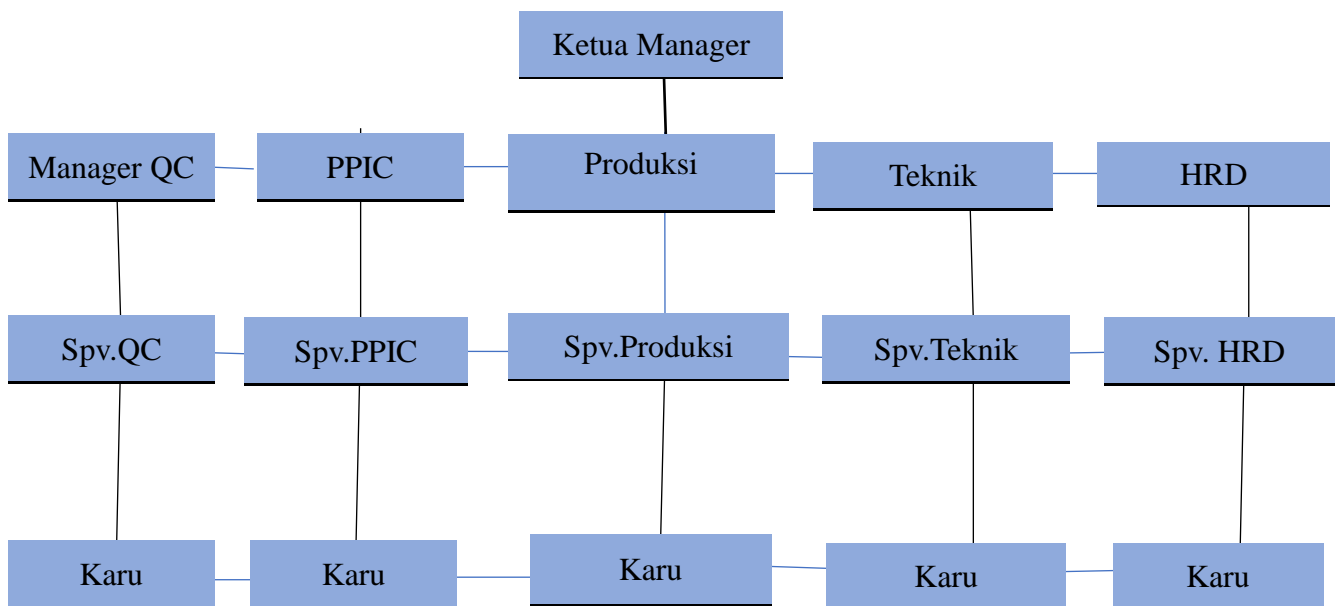 Ketua Manager
Manager QC
PPIC
Produksi
Teknik
HRD
Spv.QC
Spv.PPIC
Spv.Produksi
Spv.Teknik
Spv. HRD
Karu
Karu
Karu
Karu
Karu